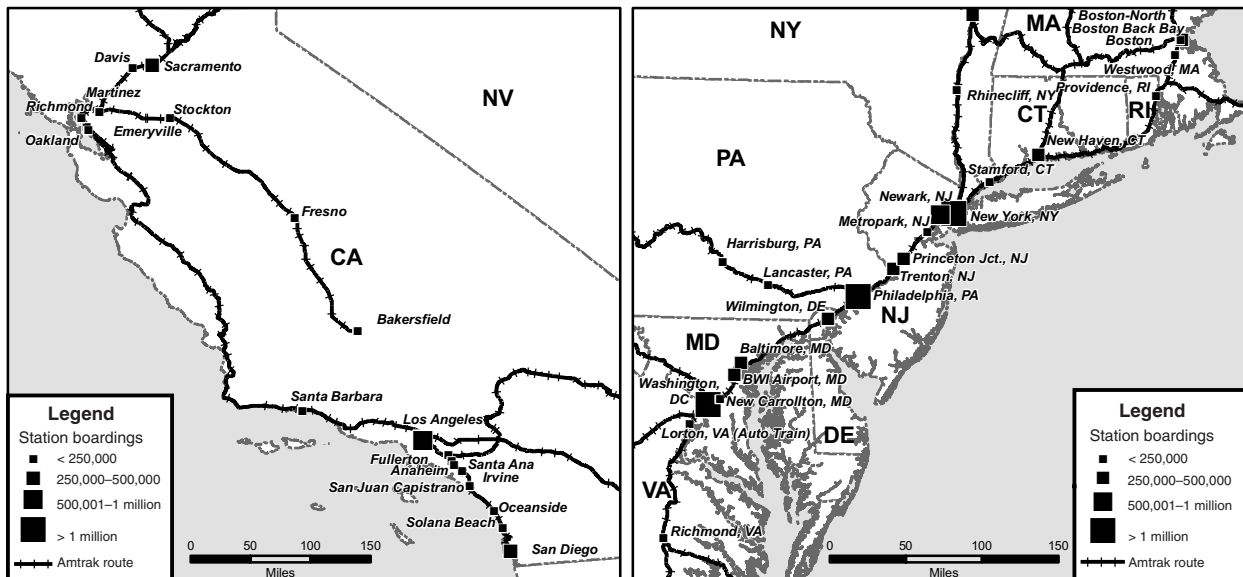 Davis
Sacramento
Martinez
Richmond
Stockton
Emeryville
Oakland
NV
Fresno
CA
Bakersfield
Santa Barbara
Los Angeles
Fullerton
Anaheim
Santa Ana
Irvine
San Juan Capistrano
Oceanside
Solana Beach
San Diego
Legend
Station boardings
< 250,000
250,000–500,000
500,001–1 million
> 1 million
Amtrak route
0 50 100 150
Miles
NY
MA
Boston-North
Boston Back Bay
Boston
Westwood, MA
Rhinecliff, NY
Providence, RI
CT
RI
New Haven, CT
PA
Stamford, CT
Newark, NJ
New York, NY
Metropark, NJ
Harrisburg, PA
Princeton Jct., NJ
Lancaster, PA
Trenton, NJ
Philadelphia, PA
Wilmington, DE
NJ
MD
Baltimore, MD
BWI Airport, MD
Washington,
DC
New Carrollton, MD
Lorton, VA (Auto Train)
DE
VA
Richmond, VA
Legend
Station boardings
< 250,000
250,000–500,000
500,001–1 million
> 1 million
Amtrak route
0 50 100 150
Miles